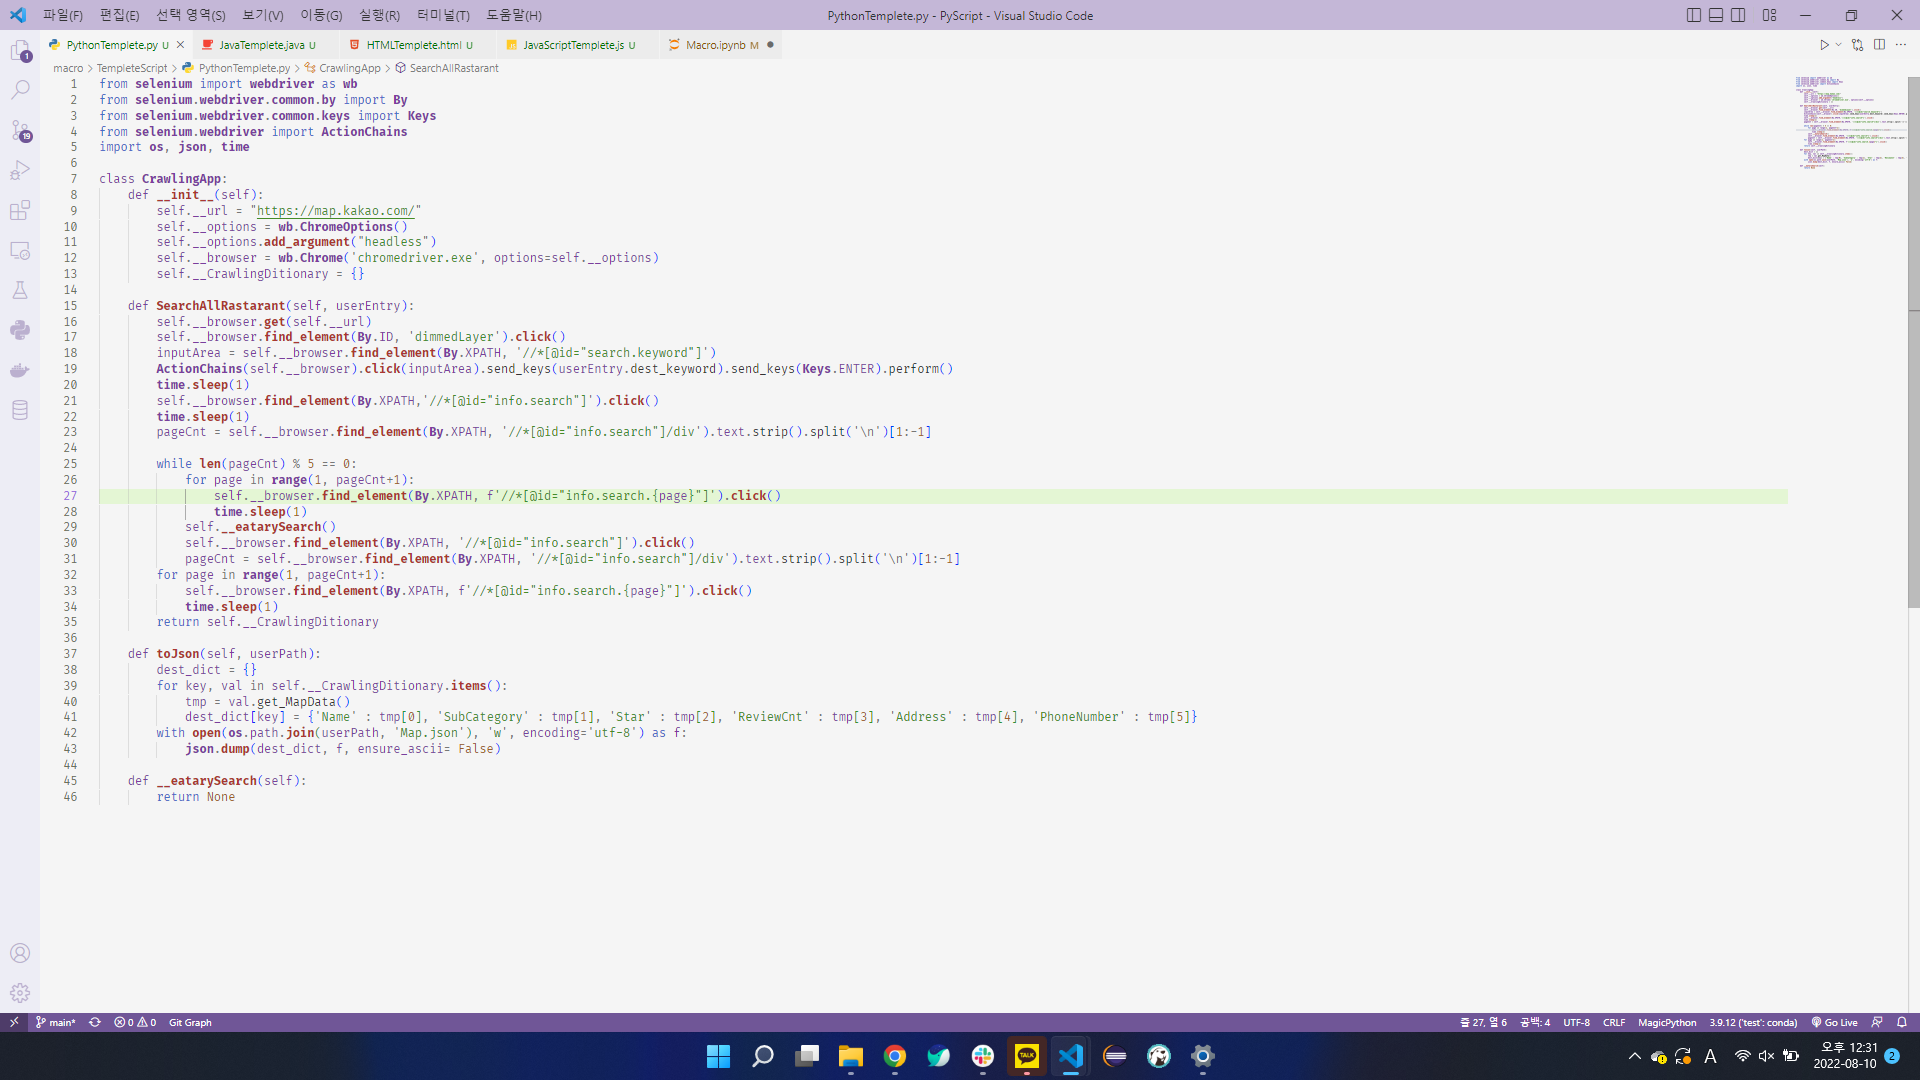 파일(F) 편집(E) 선택 영역(S) 보기(V) 이동(G) 실행(R) 터미널(T) 도움말(H)
PythonTemplete.py - PyScript - Visual Studio Code
PythonTemplete.py U
JavaTemplete.java U
HTMLTemplete.html U
JavaScriptTemplete.js U
Macro.ipynb M
macro > TempleteScript > PythonTemplete.py > CrawlingApp > SearchAllRastarant
1 from selenium import webdriver as wb
2 from selenium.webdriver.common.by import By
3 from selenium.webdriver.common.keys import Keys
4 from selenium.webdriver import ActionChains
5 import os, json, time
6
7 class CrawlingApp:
8     def __init__(self):
9         self.__url = "https://map.kakao.com/"
10         self.__options = wb.ChromeOptions()
11         self.__options.add_argument("headless")
12         self.__browser = wb.Chrome('chromedriver.exe', options=self.__options)
13         self.__CrawlingDitionary = {}
14
15     def SearchAllRastarant(self, userEntry):
16         self.__browser.get(self.__url)
17         self.__browser.find_element(By.ID, 'dimmedLayer').click()
18         inputArea = self.__browser.find_element(By.XPATH, '//*[@id="search.keyword"]')
19         ActionChains(self.__browser).click(inputArea).send_keys(userEntry.dest_keyword).send_keys(Keys.ENTER).perform()
20         time.sleep(1)
21         self.__browser.find_element(By.XPATH,'//*[@id="info.search"]').click()
22         time.sleep(1)
23         pageCnt = self.__browser.find_element(By.XPATH, '//*[@id="info.search"]/div').text.strip().split('\n')[1:-1]
24
25         while len(pageCnt) % 5 == 0:
26             for page in range(1, pageCnt+1):
27                 self.__browser.find_element(By.XPATH, f'//*[@id="info.search.{page}"]').click()
28                 time.sleep(1)
29             self.__eatarySearch()
30             self.__browser.find_element(By.XPATH, '//*[@id="info.search"]').click()
31             pageCnt = self.__browser.find_element(By.XPATH, '//*[@id="info.search"]/div').text.strip().split('\n')[1:-1]
32         for page in range(1, pageCnt+1):
33             self.__browser.find_element(By.XPATH, f'//*[@id="info.search.{page}"]').click()
34             time.sleep(1)
35         return self.__CrawlingDitionary
36
37     def toJson(self, userPath):
38         dest_dict = {}
39         for key, val in self.__CrawlingDitionary.items():
40             tmp = val.get_MapData()
41             dest_dict[key] = {'Name' : tmp[0], 'SubCategory' : tmp[1], 'Star' : tmp[2], 'ReviewCnt' : tmp[3], 'Address' : tmp[4], 'PhoneNumber' : tmp[5]}
42         with open(os.path.join(userPath, 'Map.json'), 'w', encoding='utf-8') as f:
43             json.dump(dest_dict, f, ensure_ascii= False)
44
45     def __eatarySearch(self):
46         return None
1
19
main* 0 0 Git Graph
줄 27, 열 6 공백: 4 UTF-8 CRLF MagicPython 3.9.12 ('test': conda) Go Live
TALK
A
오후 12:31
2022-08-10
2